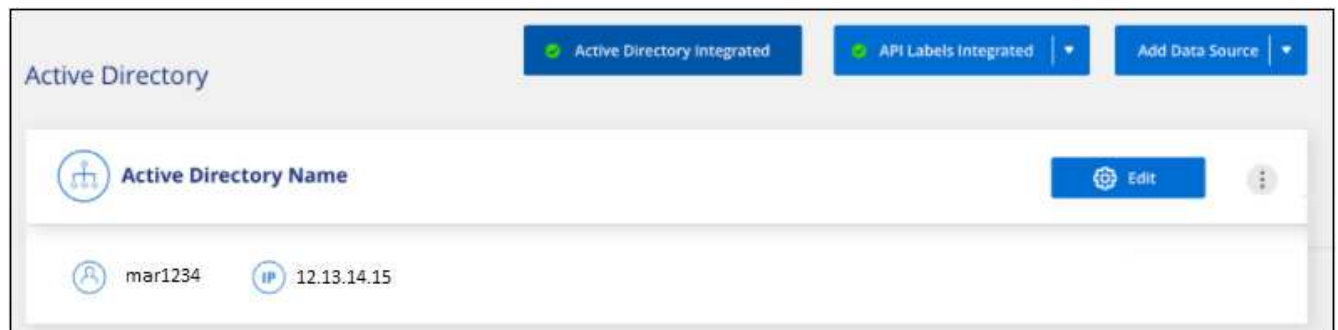 Active Directory Integrated
API Labels Integrated
Add Data Source
Active Directory
Active Directory Name
Edit
mar1234
IP
12.13.14.15